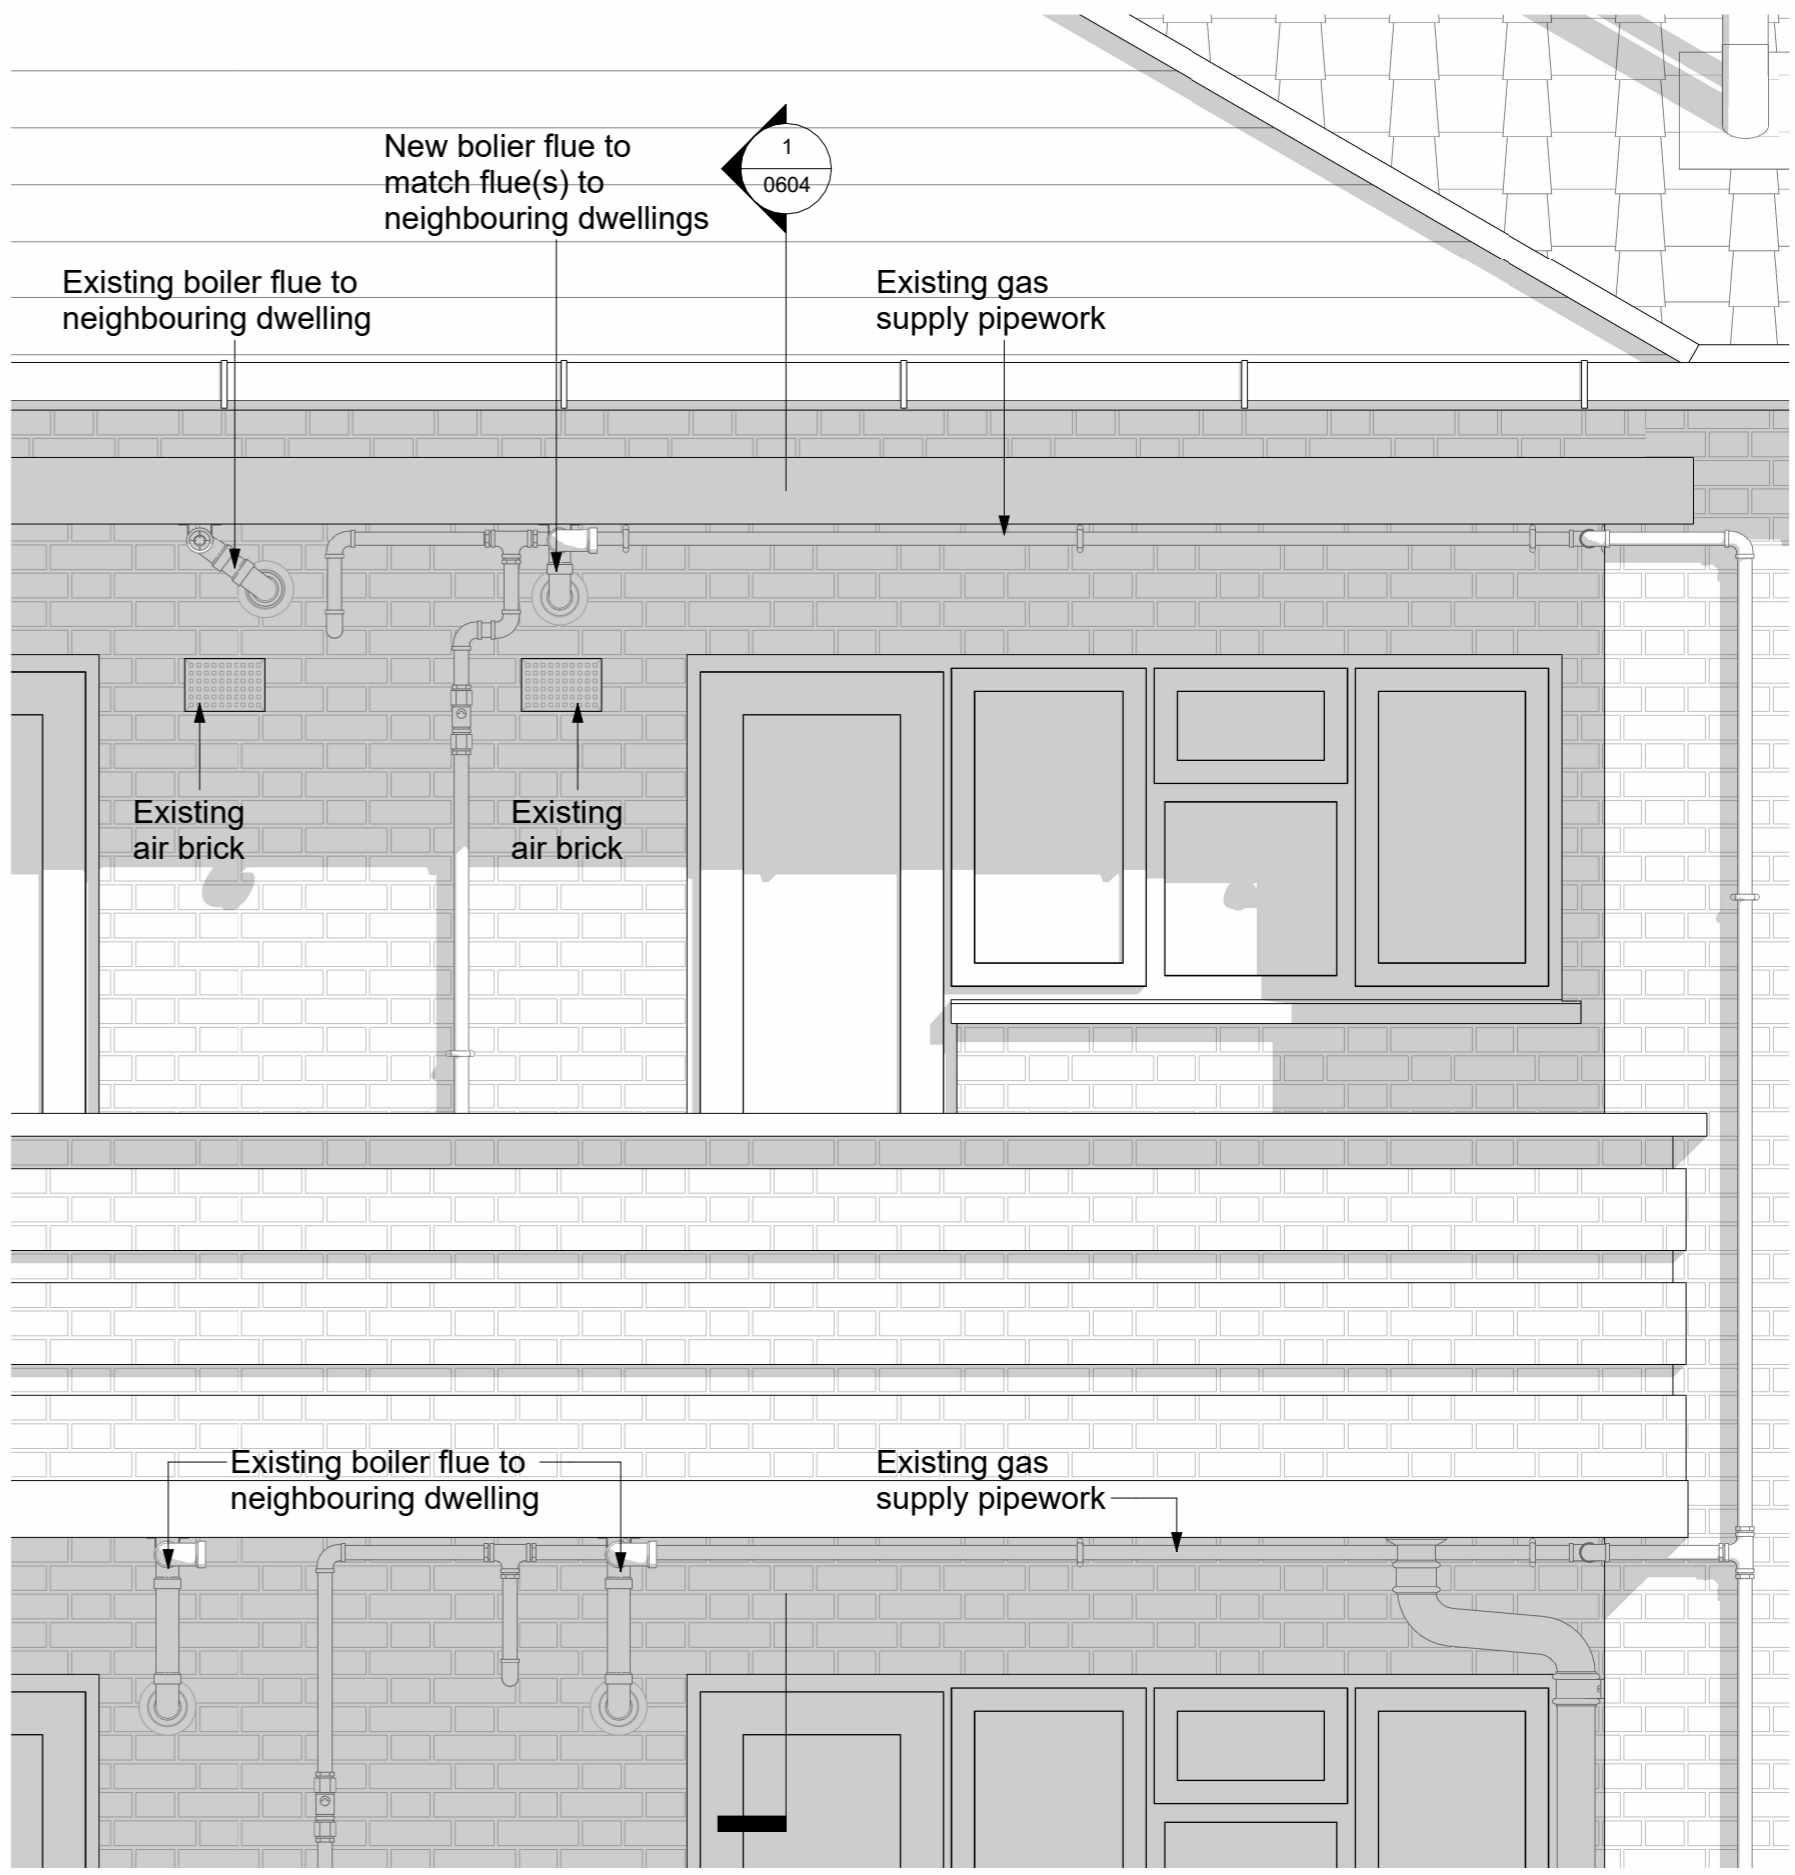 New bolier flue to
match flue(s) to
neighbouring dwellings
1
0604
Existing boiler flue to
neighbouring dwelling
Existing gas
supply pipework
Existing
air brick
Existing
air brick
Existing boiler flue to
neighbouring dwelling
Existing gas
supply pipework